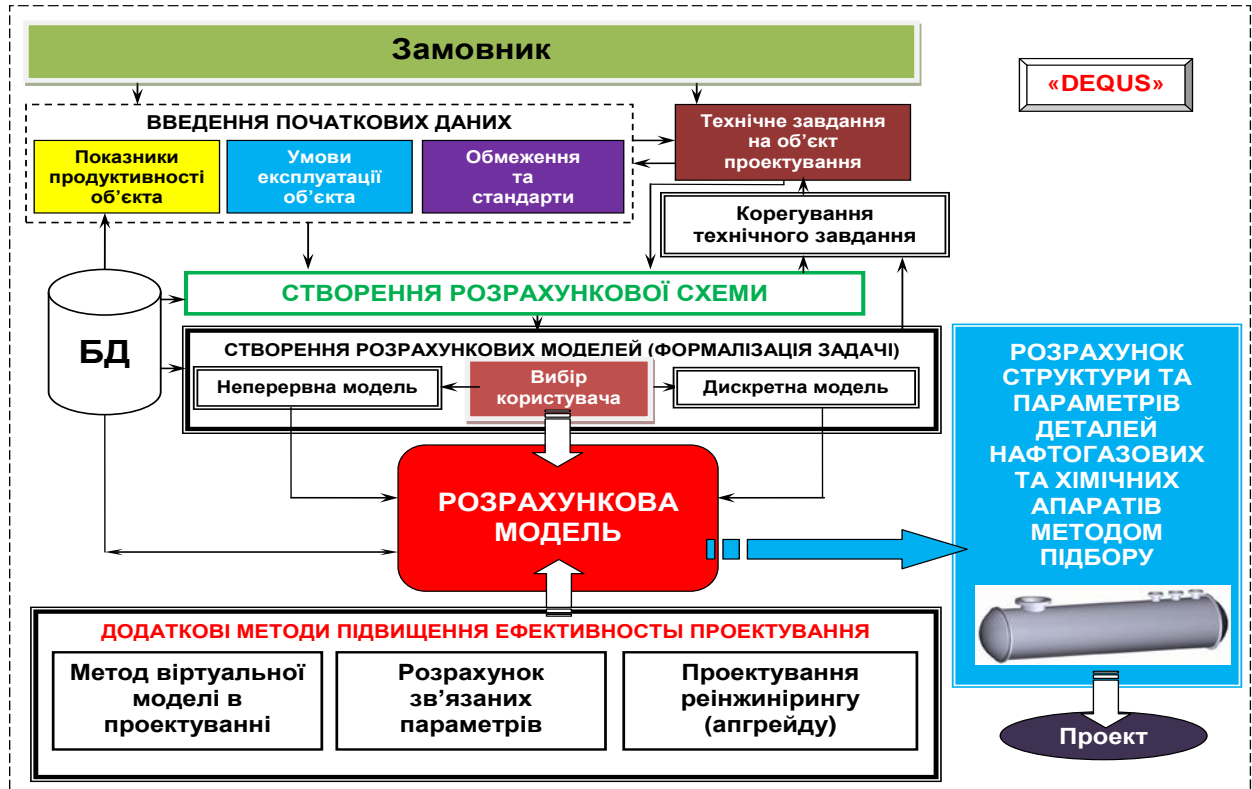 Замовник
«DEQUS»
ВВЕДЕННЯ ПОЧАТКОВИХ ДАНИХ
Показники
продуктивності
об’єкта
Умови
експлуатації
об’єкта
Обмеження
та
стандарти
Технічне завдання
на об’єкт
проектування
Корегування
технічного завдання
СТВОРЕННЯ РОЗРАХУНКОВОЇ СХЕМИ
БД
СТВОРЕННЯ РОЗРАХУНКОВИХ МОДЕЛЕЙ (ФОРМАЛІЗАЦІЯ ЗАДАЧІ)
Неперервна модель
Вибір
користувача
Дискретна модель
РОЗРАХУНКОВА
МОДЕЛЬ
РОЗРАХУНОК
СТРУКТУРИ ТА
ПАРАМЕТРІВ
ДЕТАЛЕЙ
НАФТОГАЗОВИХ
ТА ХІМІЧНИХ
АПАРАТІВ
МЕТОДОМ
ПІДБОРУ
ДОДАТКОВІ МЕТОДИ ПІДВИЩЕННЯ ЕФЕКТИВНОСТЫ ПРОЕКТУВАННЯ
Метод віртуальної
моделі в
проектуванні
Розрахунок
зв’язаних
параметрів
Проектування
реінжинірингу
(апгрейду)
Проект